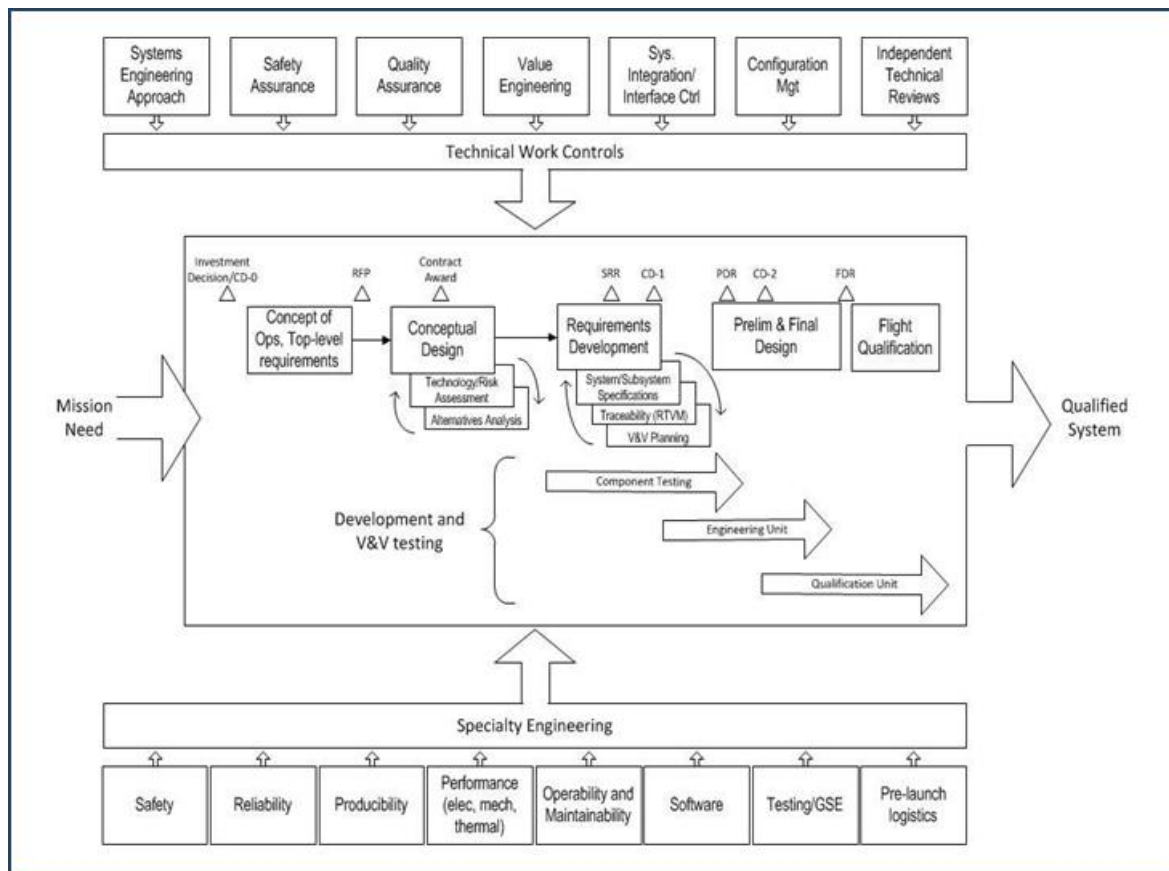 Systems
Engineering
Approach
Safety
Assurance
Quality
Assurance
Value
Engineering
Sys.
Integration/
Interface Ctrl
Configuration
Mgt
Independent
Technical
Reviews
Technical Work Controls
Investment
Decision/CD-0
RFP
Contract
Award
SRR
CD-1
PDR
CD-2
FDR
Concept of
Ops, Top-level
requirements
Conceptual
Design
Technology/Risk
Assessment
Alternatives Analysis
Requirements
Development
System/Subsystem
Specifications
Traceability (RTVM)
V&V Planning
Prelim & Final
Design
Flight
Qualification
Mission
Need
Qualified
System
Development and
V&V testing
Component Testing
Engineering Unit
Qualification Unit
Specialty Engineering
Safety
Reliability
Producibility
Performance
(elec, mech,
thermal)
Operability and
Maintainability
Software
Testing/GSE
Pre-launch
logistics